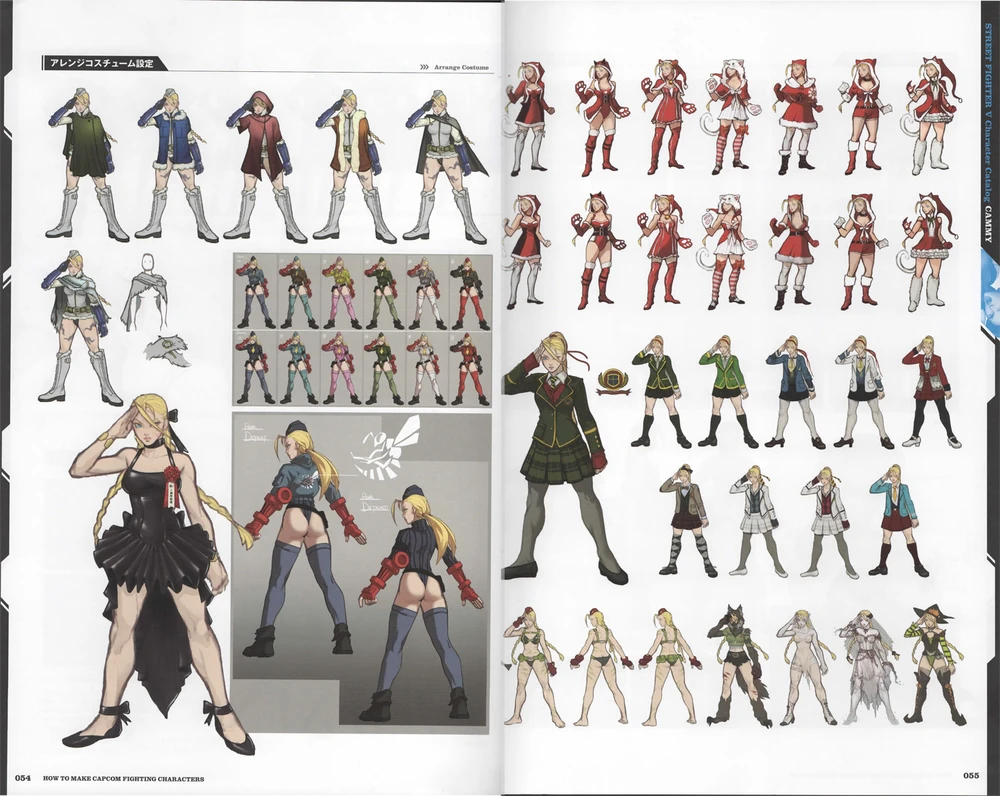 アレンジコスチューム設定
>>> Arrange Costume
STREET FIGHTER V Character Catalog CAMMY
054 HOW TO MAKE CAPCOM FIGHTING CHARACTERS
055